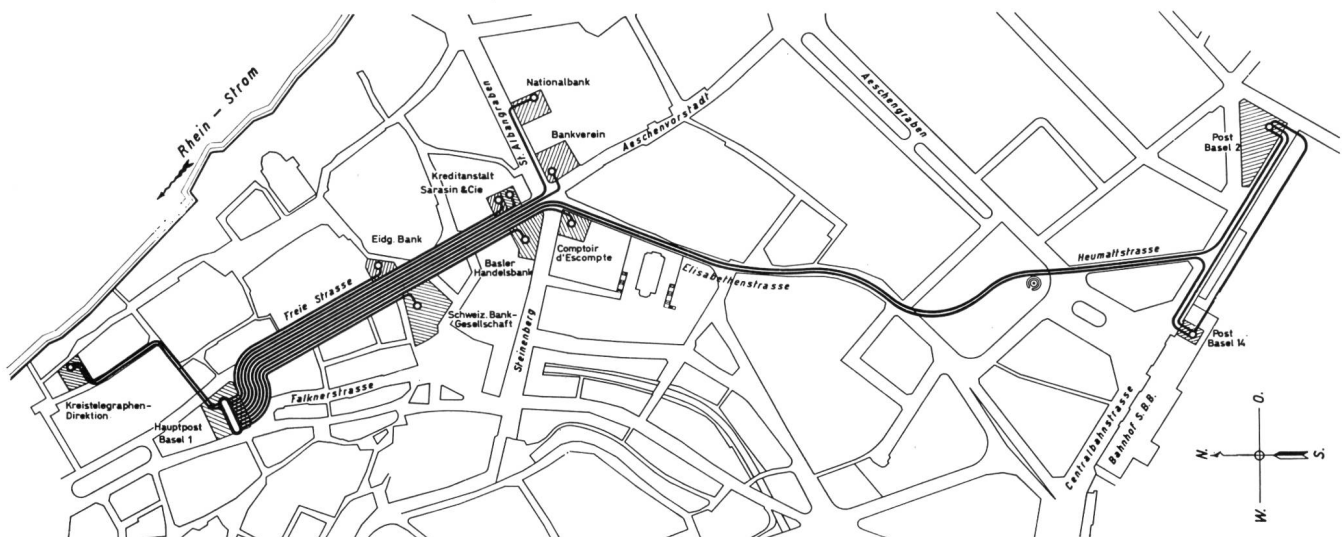 Rhein - Strom
St. Albangraben
Nationalbank
Bankverein
Aeschenvorstadt
Aeschengraben
Post
Basel 2
Kreditanstalt
Sarasin & Cie
Eidg. Bank
Basler
Handelsbank
Comptoir
d'Escompte
Elisabethenstrasse
Heumattstrasse
Freie Strasse
Schweiz. Bank-
Gesellschaft
Steinenberg
Post
Basel 14
Kreistelegraphen-
Direktion
Hauptpost
Basel 1
Falknerstrasse
Centralbahnstrasse
Bahnhof S.B.B.
N.
O.
S.
W.